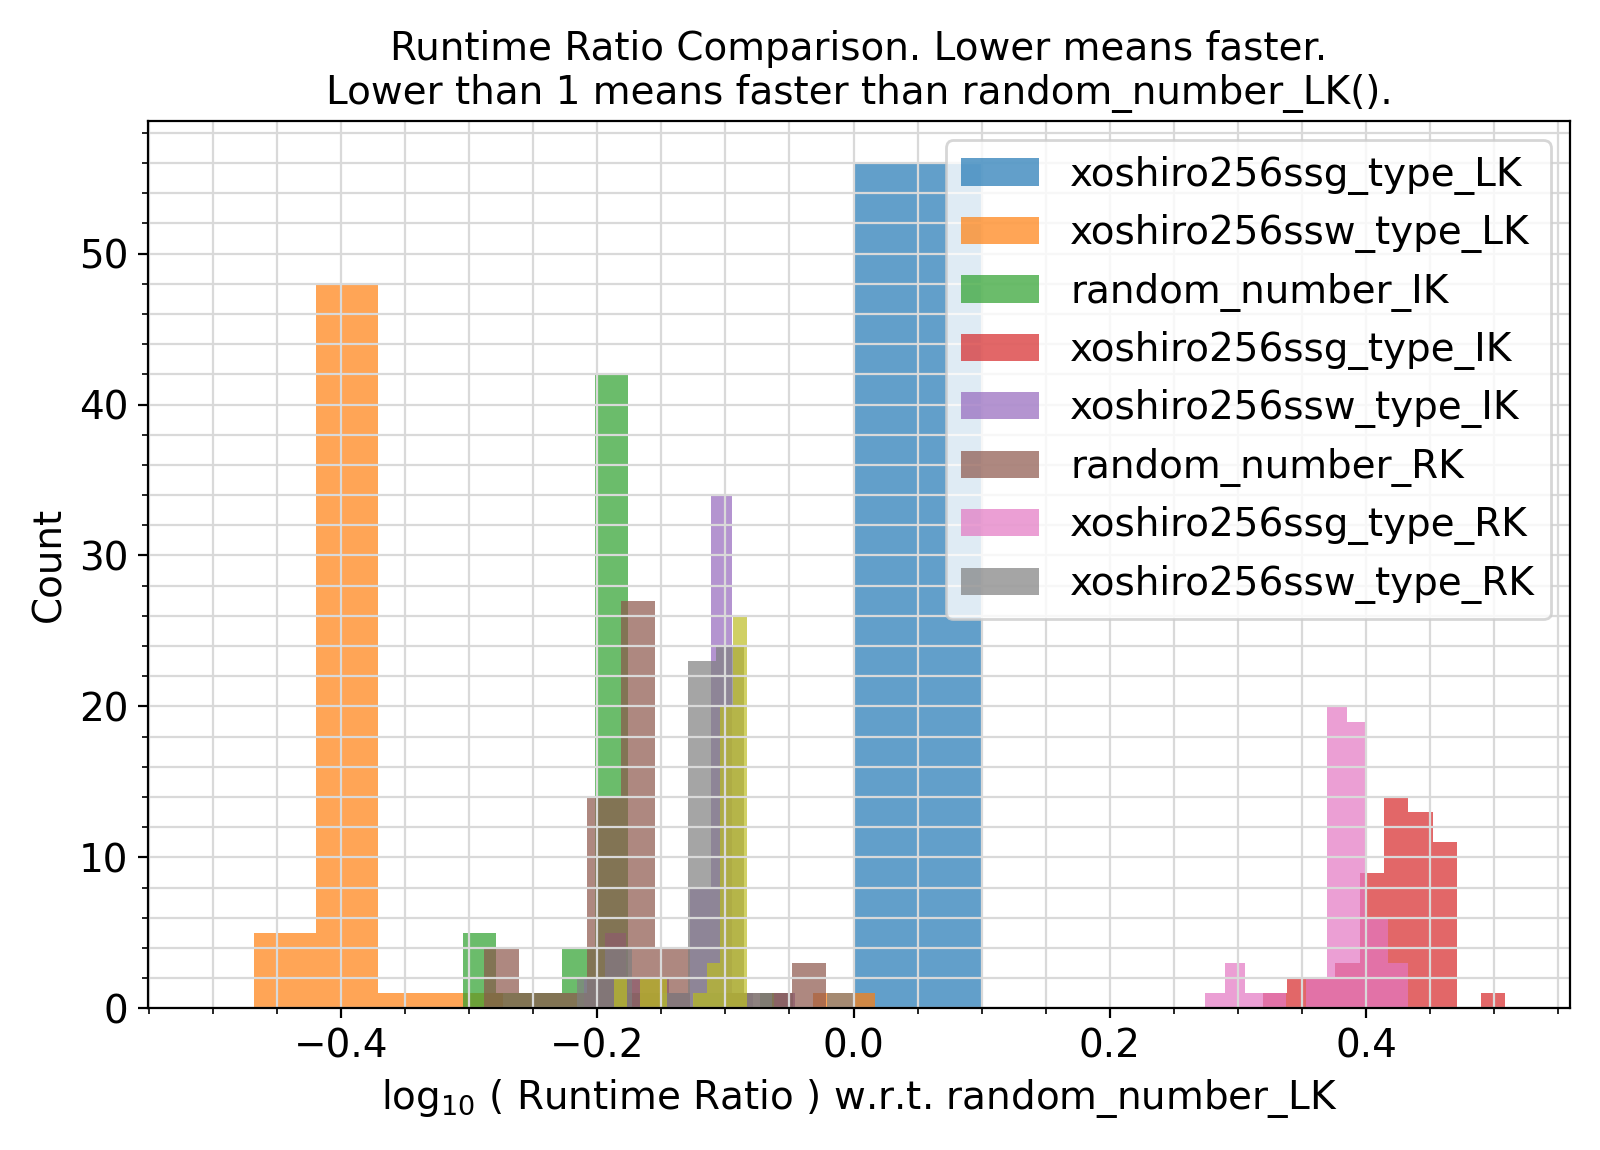 Runtime Ratio Comparison. Lower means faster.
Lower than 1 means faster than random_number_LK().
xoshiro256ssg_type_LK
xoshiro256ssw_type_LK
random_number_IK
xoshiro256ssg_type_IK
xoshiro256ssw_type_IK
random_number_RK
xoshiro256ssg_type_RK
xoshiro256ssw_type_RK
Count
50
40
30
20
10
0
−0.4 −0.2 0.0 0.2 0.4
log₁₀ ( Runtime Ratio ) w.r.t. random_number_LK